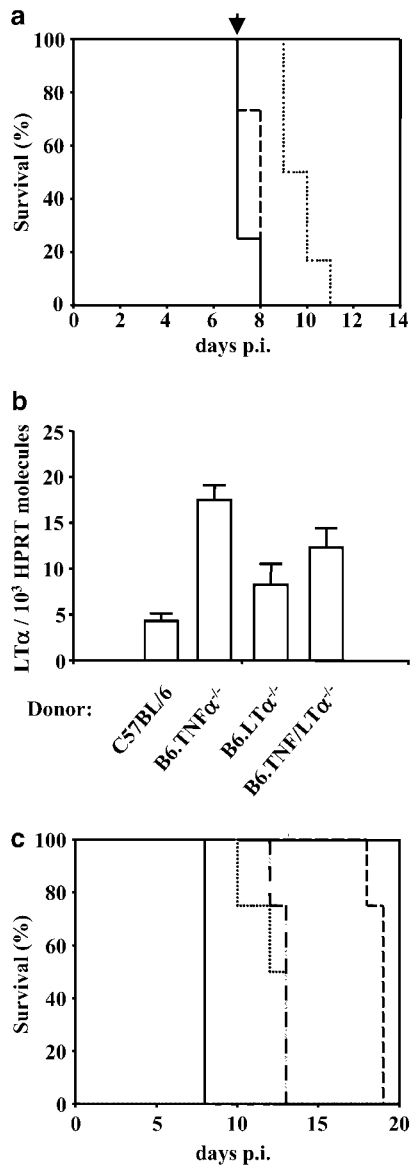 a
100
80
60
40
20
0
Survival (%)
0 2 4 6 8 10 12 14
days p.i.
b
25
20
15
10
5
0
LTα / 10³ HPRT molecules
Donor:
C57BL/6
B6.TNFα-/-
B6.LTα-/-
B6.TNF/LTα-/-
c
100
80
60
40
20
0
Survival (%)
0 5 10 15 20
days p.i.